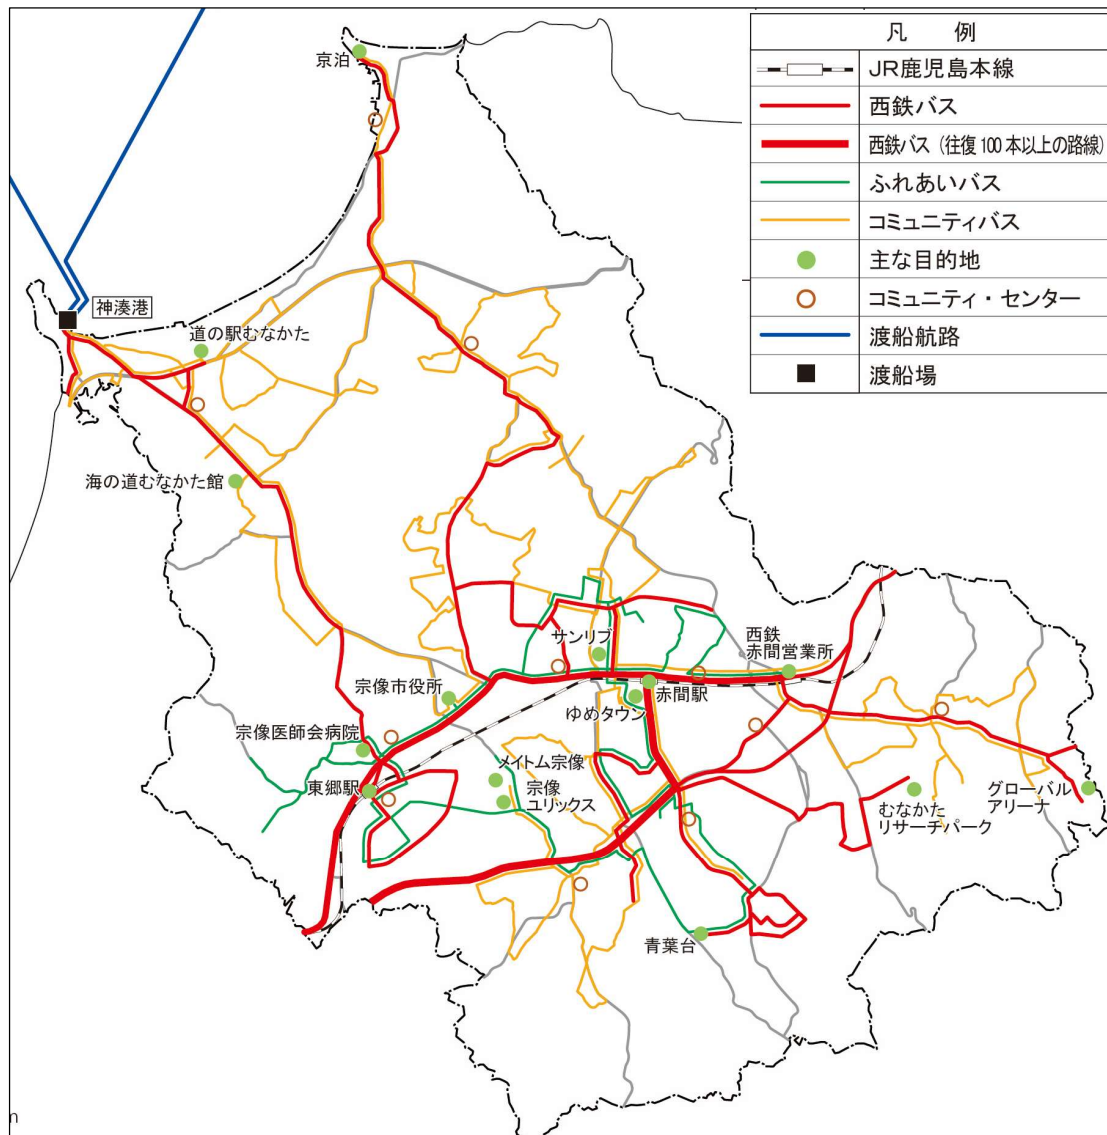 凡 例
JR鹿児島本線
西鉄バス
西鉄バス（往復100本以上の路線）
ふれあいバス
コミュニティバス
主な目的地
コミュニティ・センター
渡船航路
渡船場
京泊
神湊港
道の駅むなかた
海の道むなかた館
サンリブ
西鉄
赤間営業所
宗像市役所
赤間駅
ゆめタウン
宗像医師会病院
メイトム宗像
東郷駅
宗像
ユリックス
むなかた
リサーチパーク
グローバル
アリーナ
青葉台
n